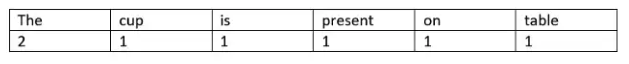 The cup is present on table
2 1 1 1 1 1